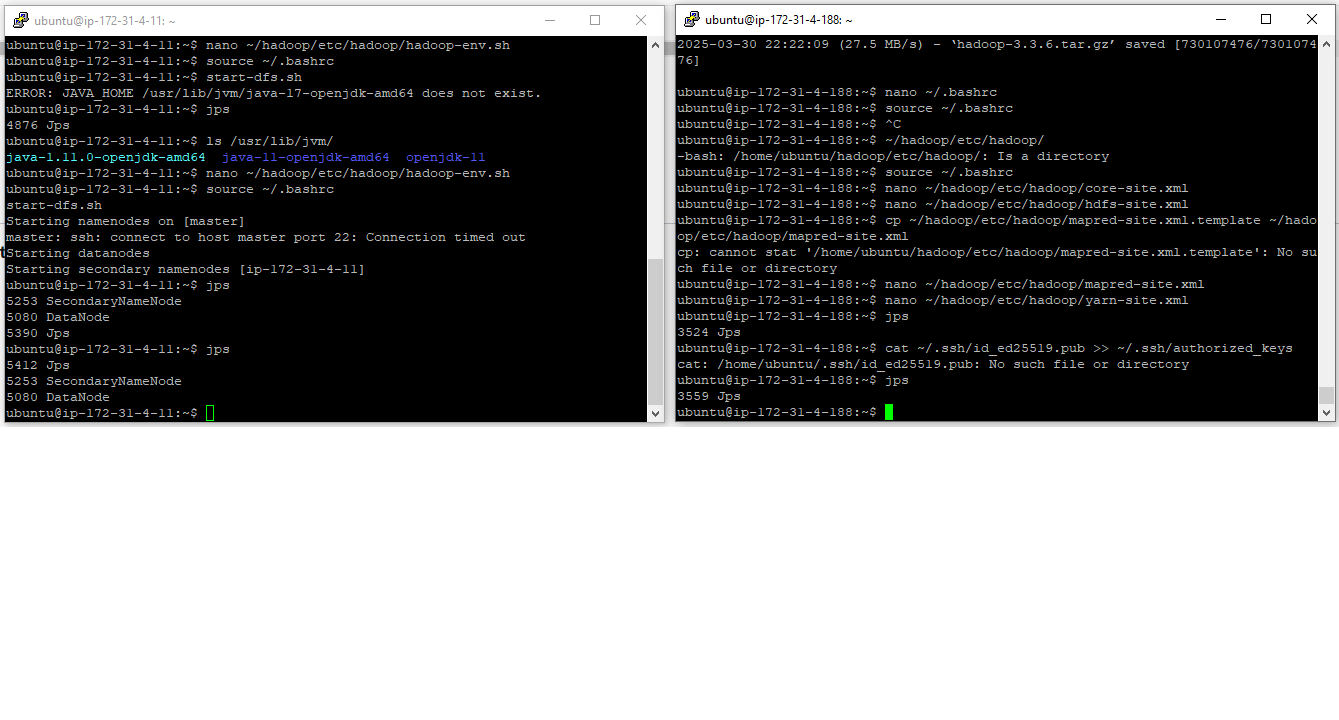 ubuntu@ip-172-31-4-11: ~
ubuntu@ip-172-31-4-11:~$ nano ~/hadoop/etc/hadoop/hadoop-env.sh
ubuntu@ip-172-31-4-11:~$ source ~/.bashrc
ubuntu@ip-172-31-4-11:~$ start-dfs.sh
ERROR: JAVA_HOME /usr/lib/jvm/java-17-openjdk-amd64 does not exist.
ubuntu@ip-172-31-4-11:~$ jps
4876 Jps
ubuntu@ip-172-31-4-11:~$ ls /usr/lib/jvm/
java-1.11.0-openjdk-amd64  java-11-openjdk-amd64  openjdk-11
ubuntu@ip-172-31-4-11:~$ nano ~/hadoop/etc/hadoop/hadoop-env.sh
ubuntu@ip-172-31-4-11:~$ source ~/.bashrc
start-dfs.sh
Starting namenodes on [master]
master: ssh: connect to host master port 22: Connection timed out
Starting datanodes
Starting secondary namenodes [ip-172-31-4-11]
ubuntu@ip-172-31-4-11:~$ jps
5253 SecondaryNameNode
5080 DataNode
5390 Jps
ubuntu@ip-172-31-4-11:~$ jps
5412 Jps
5253 SecondaryNameNode
5080 DataNode
ubuntu@ip-172-31-4-11:~$
ubuntu@ip-172-31-4-188: ~
2025-03-30 22:22:09 (27.5 MB/s) - ‘hadoop-3.3.6.tar.gz’ saved [730107476/7301074
76]
ubuntu@ip-172-31-4-188:~$ nano ~/.bashrc
ubuntu@ip-172-31-4-188:~$ source ~/.bashrc
ubuntu@ip-172-31-4-188:~$ ^C
ubuntu@ip-172-31-4-188:~$ ~/hadoop/etc/hadoop/
-bash: /home/ubuntu/hadoop/etc/hadoop/: Is a directory
ubuntu@ip-172-31-4-188:~$ source ~/.bashrc
ubuntu@ip-172-31-4-188:~$ nano ~/hadoop/etc/hadoop/core-site.xml
ubuntu@ip-172-31-4-188:~$ nano ~/hadoop/etc/hadoop/hdfs-site.xml
ubuntu@ip-172-31-4-188:~$ cp ~/hadoop/etc/hadoop/mapred-site.xml.template ~/hado
op/etc/hadoop/mapred-site.xml
cp: cannot stat '/home/ubuntu/hadoop/etc/hadoop/mapred-site.xml.template': No su
ch file or directory
ubuntu@ip-172-31-4-188:~$ nano ~/hadoop/etc/hadoop/mapred-site.xml
ubuntu@ip-172-31-4-188:~$ nano ~/hadoop/etc/hadoop/yarn-site.xml
ubuntu@ip-172-31-4-188:~$ jps
3524 Jps
ubuntu@ip-172-31-4-188:~$ cat ~/.ssh/id_ed25519.pub >> ~/.ssh/authorized_keys
cat: /home/ubuntu/.ssh/id_ed25519.pub: No such file or directory
ubuntu@ip-172-31-4-188:~$ jps
3559 Jps
ubuntu@ip-172-31-4-188:~$